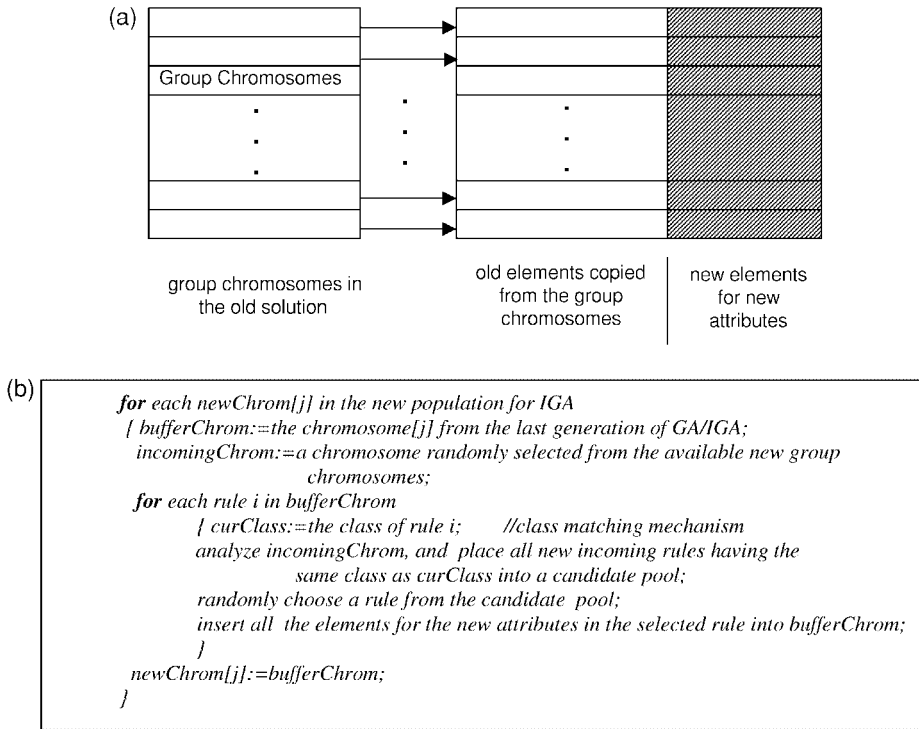 (a)
Group Chromosomes
group chromosomes in
the old solution
old elements copied
from the group
chromosomes
new elements
for new
attributes
(b)
for each newChrom[j] in the new population for IGA
{ bufferChrom:=the chromosome[j] from the last generation of GA/IGA;
incomingChrom:=a chromosome randomly selected from the available new group
chromosomes;
for each rule i in bufferChrom
{ curClass:=the class of rule i; //class matching mechanism
analyze incomingChrom, and place all new incoming rules having the
same class as curClass into a candidate pool;
randomly choose a rule from the candidate pool;
insert all the elements for the new attributes in the selected rule into bufferChrom;
}
newChrom[j]:=bufferChrom;
}